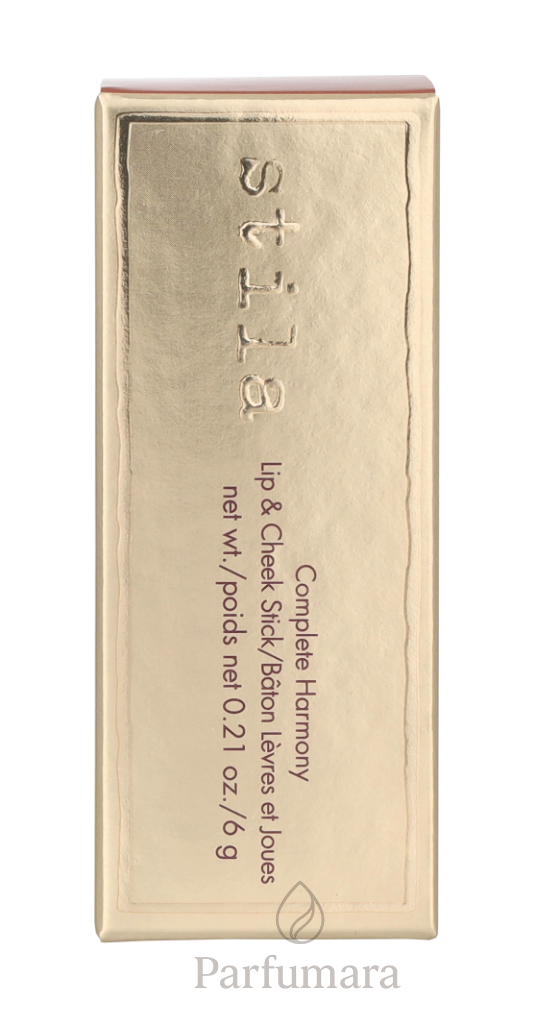 stila
Complete Harmony
Lip & Cheek Stick/Bâton Lèvres et Joues
net wt./poids net 0.21 oz./6 g
Parfumara